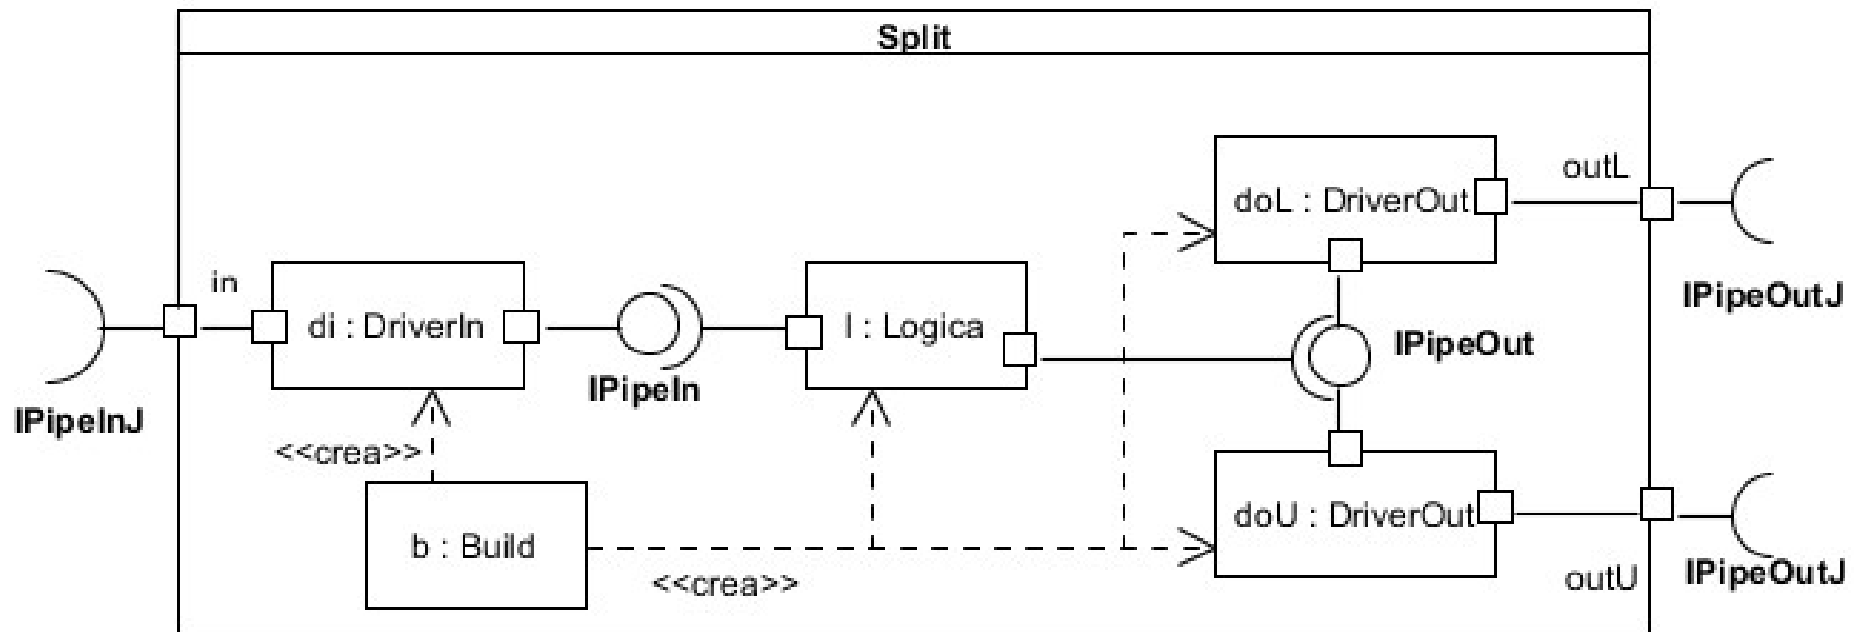 Split
outL
in
doL : DriverOut
IPipeOutJ
di : DriverIn
l : Logica
IPipeOut
IPipeIn
IPipeInJ
<<crea>>
doU : DriverOut
b : Build
<<crea>>
outU
IPipeOutJ